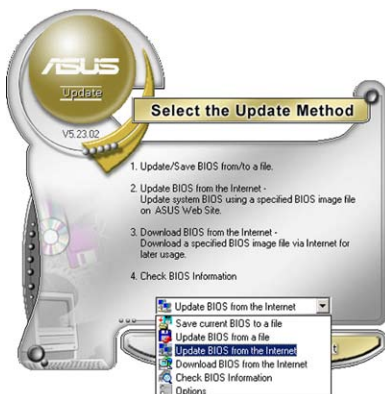 ASUS
Update
V5.23.02
Select the Update Method
1. Update/Save BIOS from/to a file.
2. Update BIOS from the Internet -
Update system BIOS using a specified BIOS image file
on ASUS Web Site.
3. Download BIOS from the Internet -
Download a specified BIOS image file via Internet for
later usage.
4. Check BIOS Information
Update BIOS from the Internet
Save current BIOS to a file
Update BIOS from a file
Update BIOS from the Internet
Download BIOS from the Internet
Check BIOS Information
Options